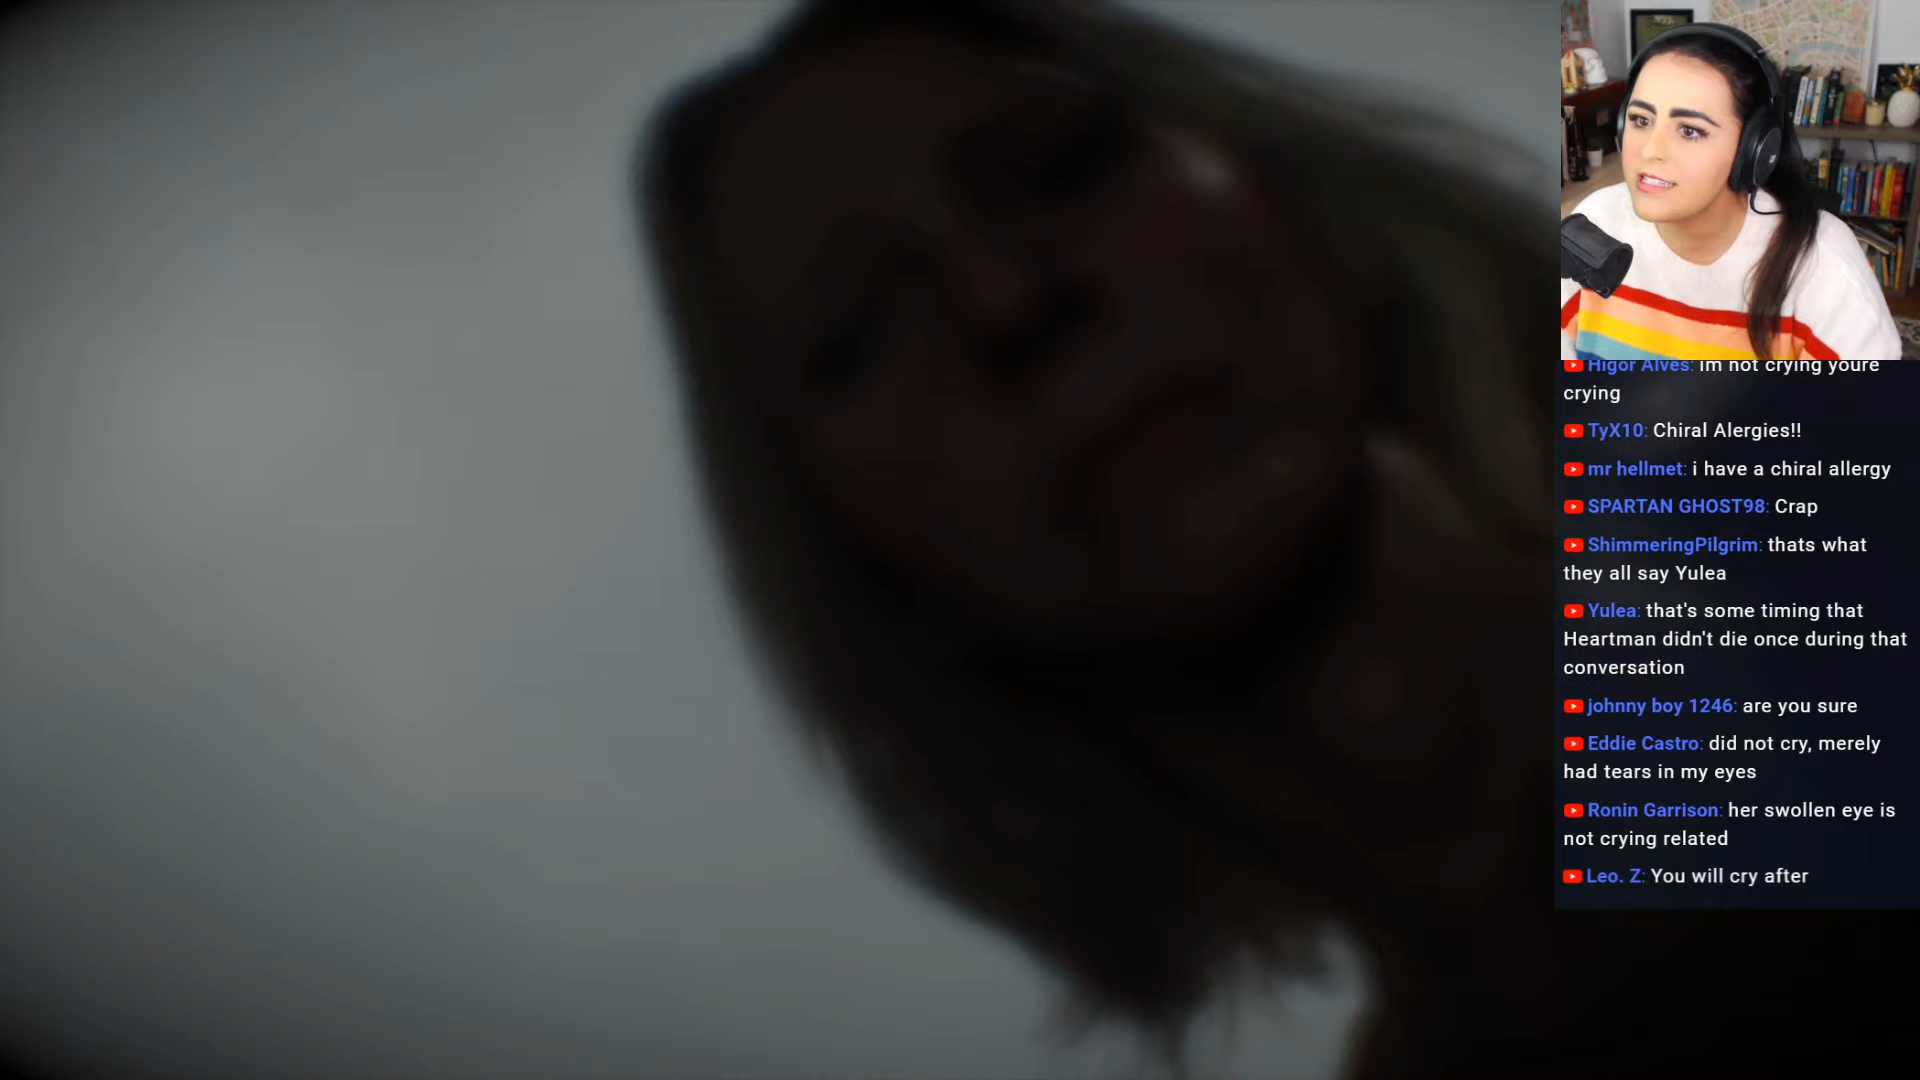 Higor Alves: im not crying youre
crying
TyX10: Chiral Alergies!!
mr hellmet: i have a chiral allergy
SPARTAN GHOST98: Crap
ShimmeringPilgrim: thats what
they all say Yulea
Yulea: that's some timing that
Heartman didn't die once during that
conversation
johnny boy 1246: are you sure
Eddie Castro: did not cry, merely
had tears in my eyes
Ronin Garrison: her swollen eye is
not crying related
Leo. Z: You will cry after